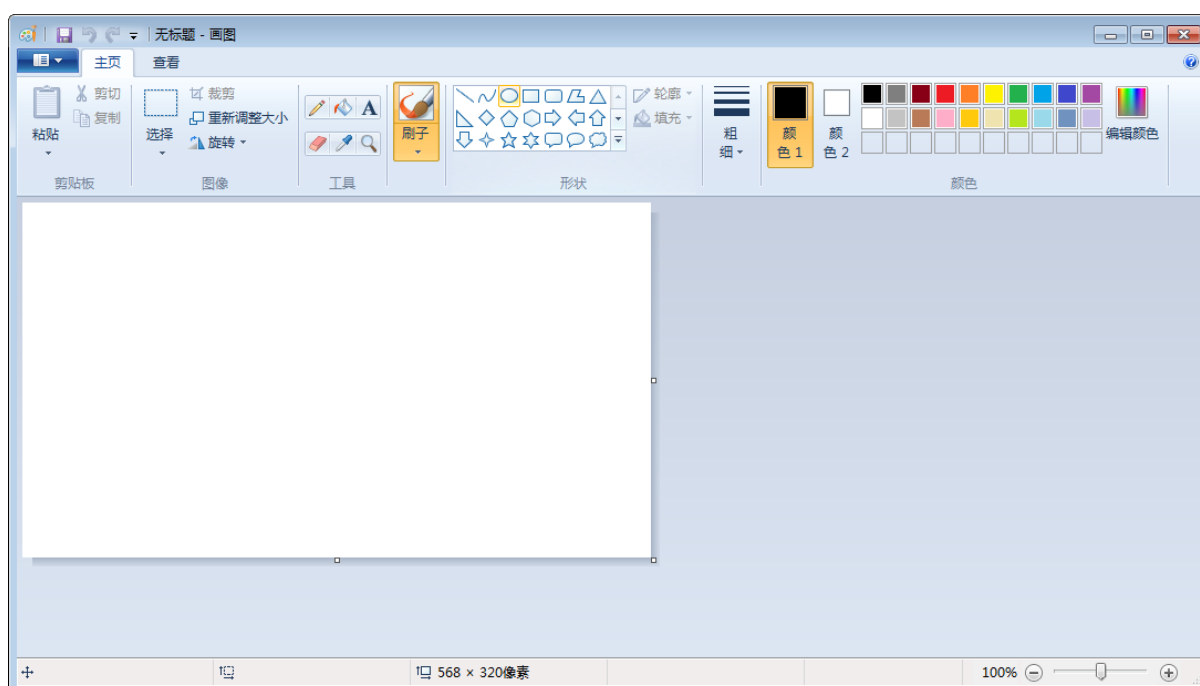 无标题 - 画图
主页 查看
粘贴
剪切
复制
剪贴板
选择
裁剪
重新调整大小
旋转
图像
A
工具
刷子
形状
轮廓
填充
粗
细
颜
色 1
颜
色 2
编辑颜色
颜色
568 × 320像素
100%